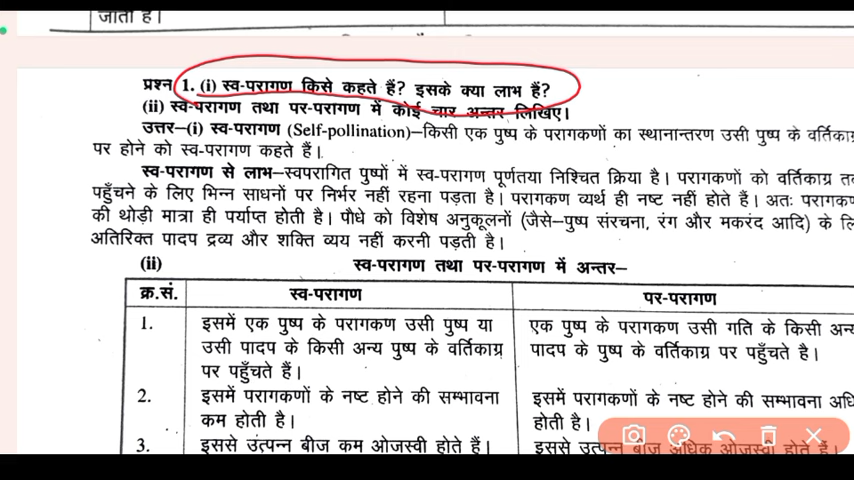 जाता है।
प्रश्न 1. (i) स्व-परागण किसे कहते हैं? इसके क्या लाभ हैं?
(ii) स्व-परागण तथा पर-परागण में कोई चार अन्तर लिखिए।
उत्तर–(i) स्व-परागण (Self-pollination)–किसी एक पुष्प के परागकणों का स्थानान्तरण उसी पुष्प के वर्तिकाग्र
पर होने को स्व-परागण कहते हैं।
स्व-परागण से लाभ–स्वपरागित पुष्पों में स्व-परागण पूर्णतया निश्चित क्रिया है। परागकणों को वर्तिकाग्र
पहुँचने के लिए भिन्न साधनों पर निर्भर नहीं रहना पड़ता है। परागकण व्यर्थ ही नष्ट नहीं होते हैं। अतः
की थोड़ी मात्रा ही पर्याप्त होती है। पौधे को विशेष अनुकूलनों (जैसे–पुष्प संरचना, रंग और मकरंद आदि) के
अतिरिक्त पादप द्रव्य और शक्ति व्यय नहीं करनी पड़ती है।
(ii) स्व-परागण तथा पर-परागण में अन्तर–
क्र.सं. स्व-परागण पर-परागण
1. इसमें एक पुष्प के परागकण उसी पुष्प या एक पुष्प के परागकण उसी गति के किसी
उसी पादप के किसी अन्य पुष्प के वर्तिकाग्र पादप के पुष्प के वर्तिकाग्र पर पहुँचते है।
पर पहुँचते हैं।
2. इसमें परागकणों के नष्ट होने की सम्भावना इसमें परागकणों के नष्ट होने की सम्भावना
कम होती है। होती है।
3. इससे उत्पन्न बीज कम ओजस्वी होते हैं। इससे उत्पन्न बीज अधिक ओजस्वी होते हैं।